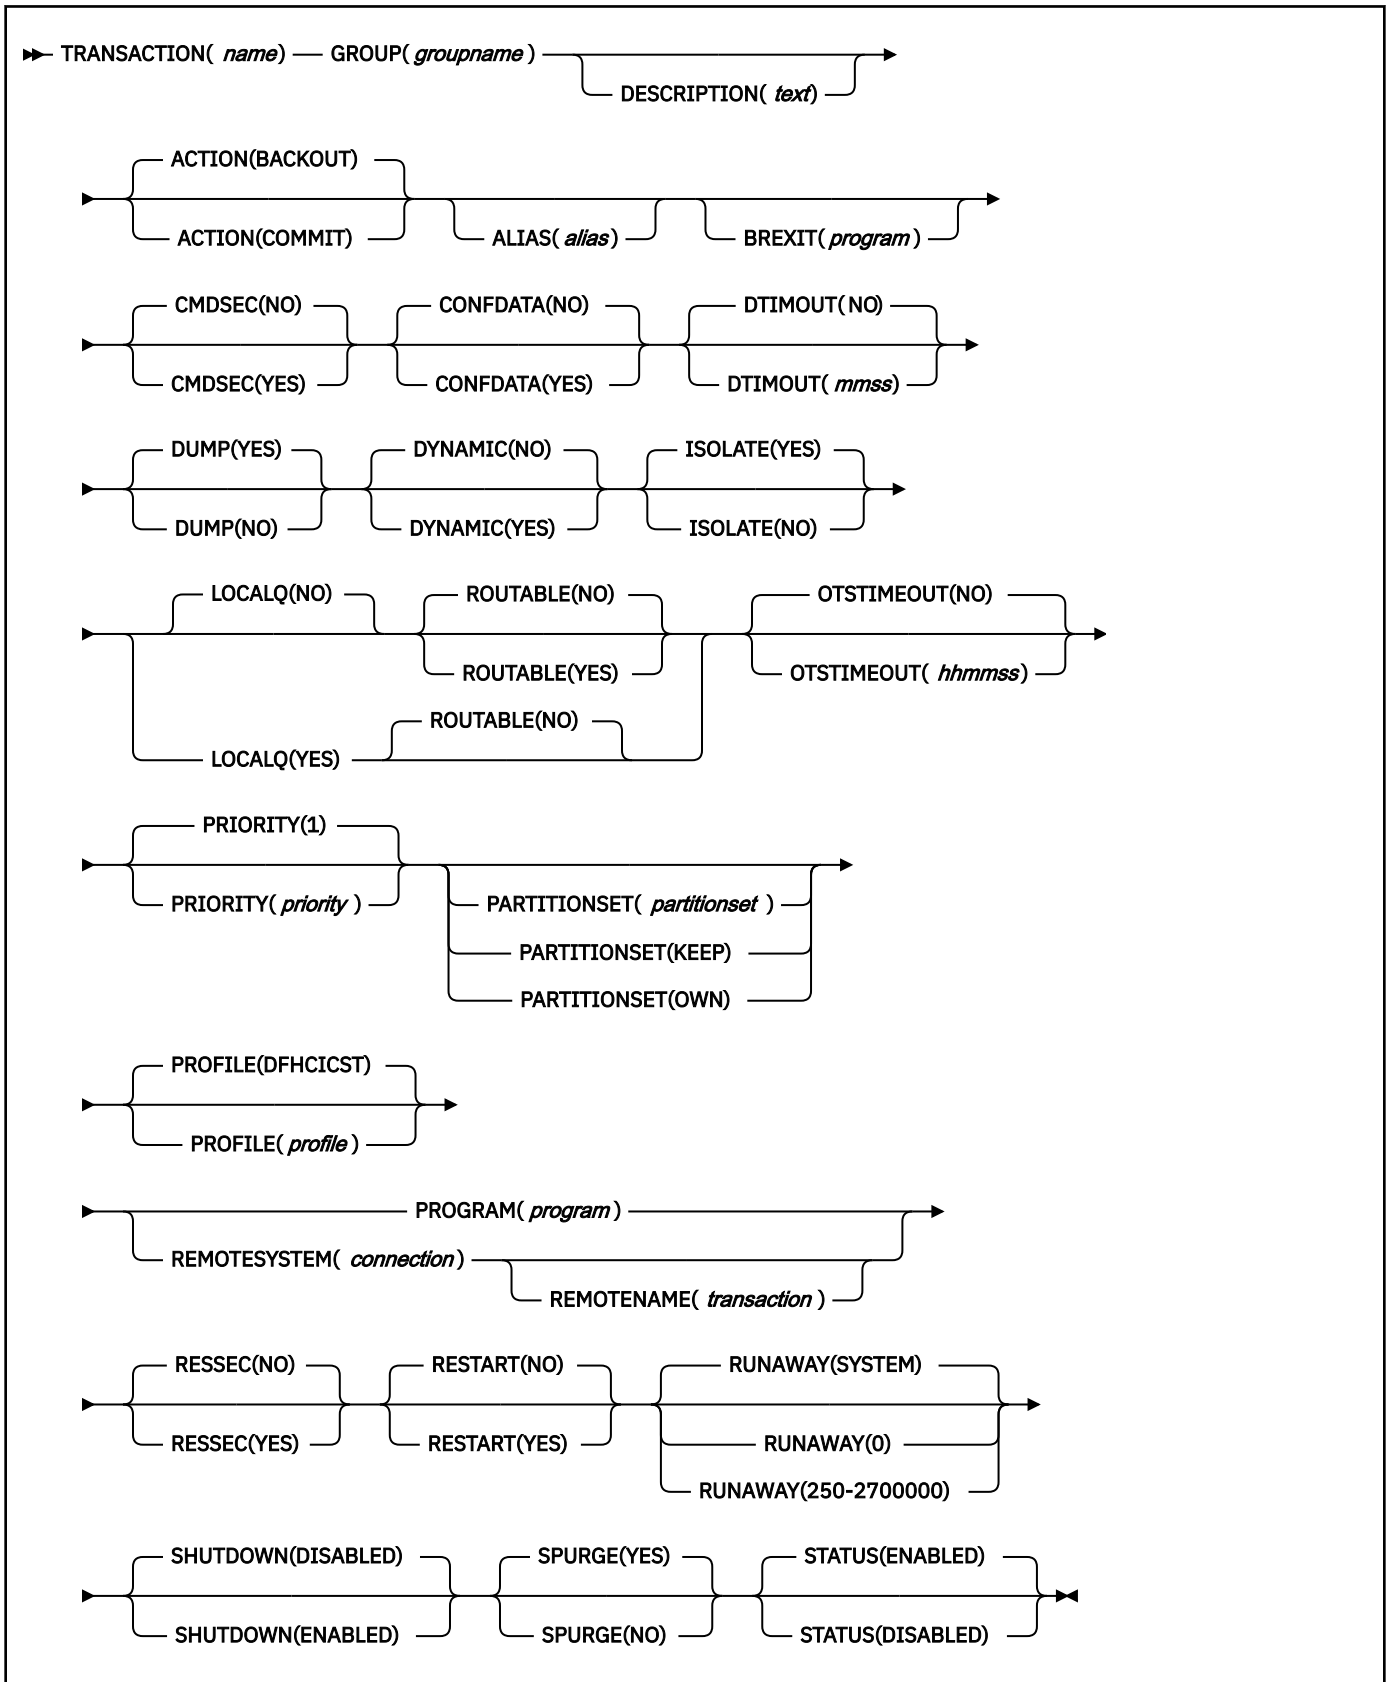 TRANSACTION( name) GROUP( groupname )
DESCRIPTION( text)
ACTION(BACKOUT)
ACTION(COMMIT) ALIAS( alias ) BREXIT( program )
CMDSEC(NO) CONFDATA(NO) DTIMOUT( NO)
CMDSEC(YES) CONFDATA(YES) DTIMOUT( mmss)
DUMP(YES) DYNAMIC(NO) ISOLATE(YES)
DUMP(NO) DYNAMIC(YES) ISOLATE(NO)
LOCALQ(NO) ROUTABLE(NO) OTSTIMEOUT(NO)
ROUTABLE(YES) OTSTIMEOUT( hhmmss)
ROUTABLE(NO)
LOCALQ(YES)
PRIORITY(1)
PRIORITY( priority ) PARTITIONSET( partitionset )
PARTITIONSET(KEEP)
PARTITIONSET(OWN)
PROFILE(DFHCICST)
PROFILE( profile )
PROGRAM( program )
REMOTESYSTEM( connection )
REMOTENAME( transaction )
RESSEC(NO) RESTART(NO) RUNAWAY(SYSTEM)
RESSEC(YES) RESTART(YES) RUNAWAY(0)
RUNAWAY(250-2700000)
SHUTDOWN(DISABLED) SPURGE(YES) STATUS(ENABLED)
SHUTDOWN(ENABLED) SPURGE(NO) STATUS(DISABLED)